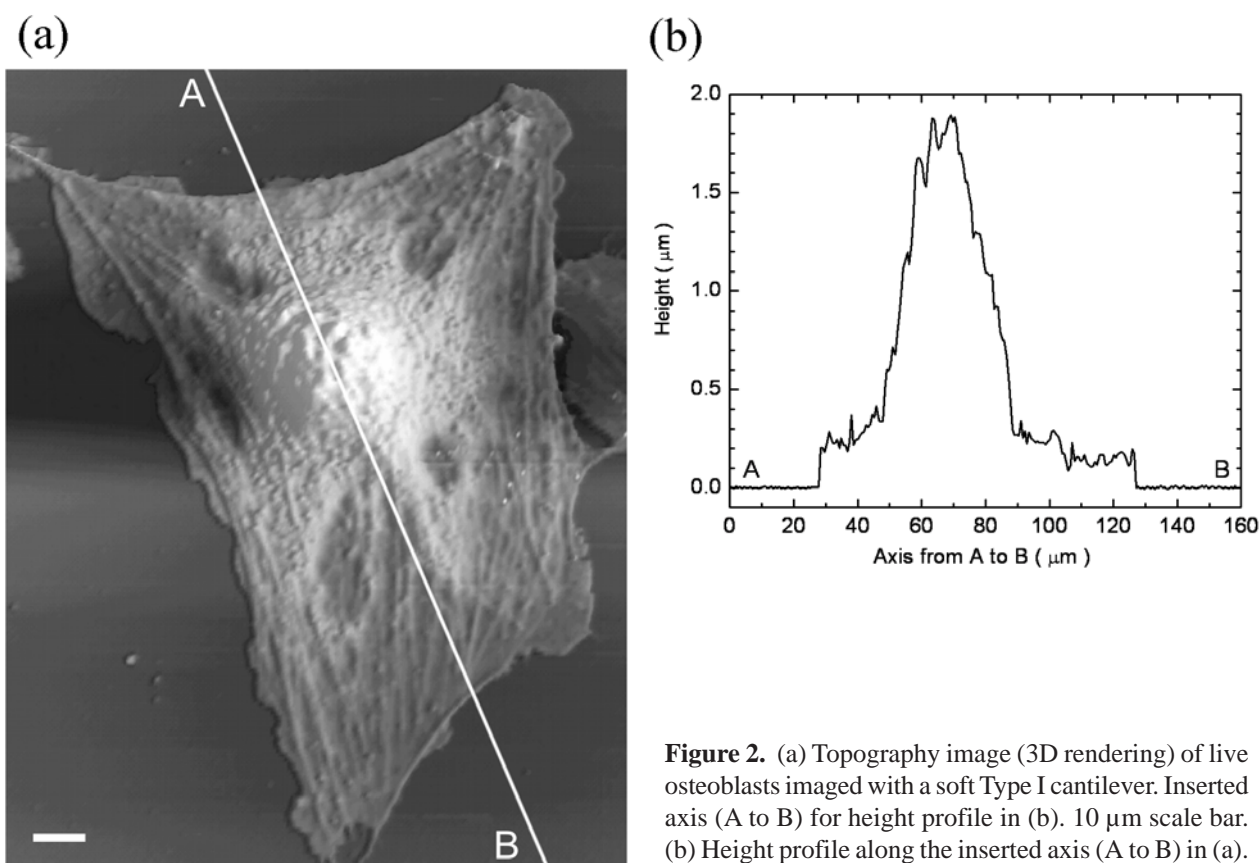 (a)
A
B
(b)
2.0
1.5
1.0
0.5
0.0
Height ( μm )
A
B
0 20 40 60 80 100 120 140 160
Axis from A to B ( μm )
Figure 2. (a) Topography image (3D rendering) of live
osteoblasts imaged with a soft Type I cantilever. Inserted
axis (A to B) for height profile in (b). 10 μm scale bar.
(b) Height profile along the inserted axis (A to B) in (a).